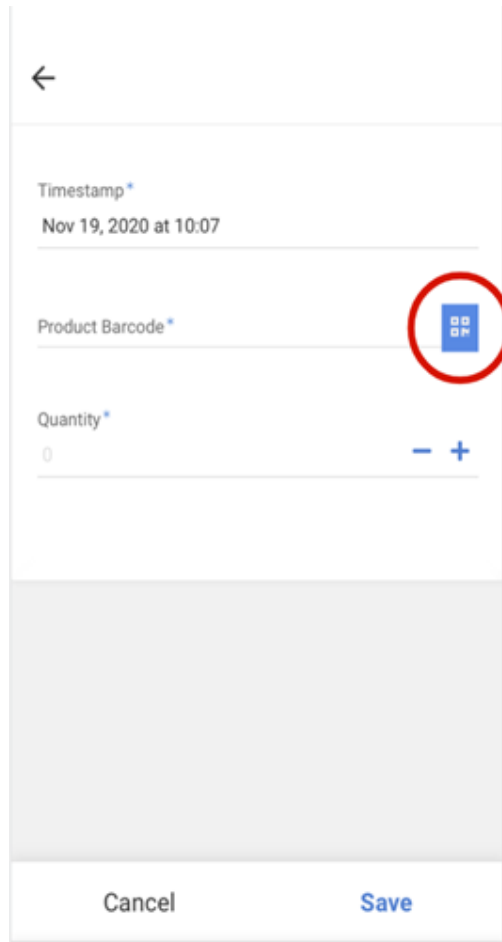 Timestamp*
Nov 19, 2020 at 10:07
Product Barcode*
Quantity*
0
Cancel
Save